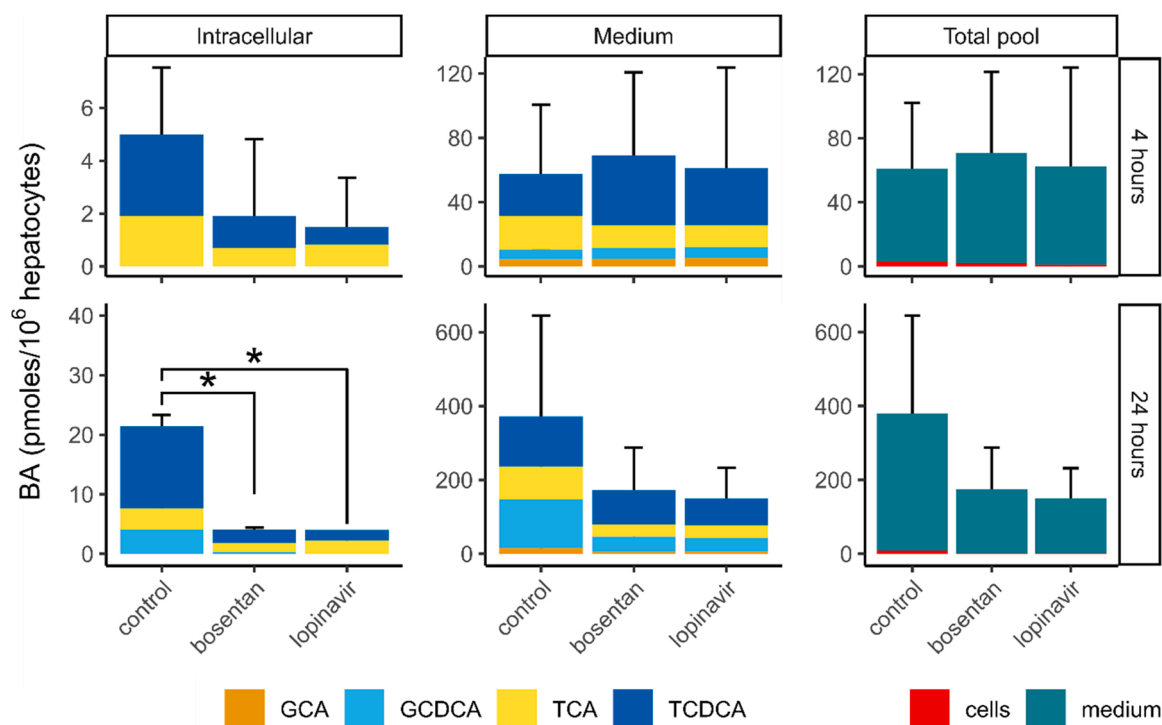 Intracellular
Medium
Total pool
BA (pmoles/10⁶ hepatocytes)
6
4
2
0
120
80
40
0
120
80
40
0
4 hours
40
30
20
10
0
* *
600
400
200
0
600
400
200
0
24 hours
control bosentan lopinavir
control bosentan lopinavir
control bosentan lopinavir
GCA GCDCA TCA TCDCA cells medium